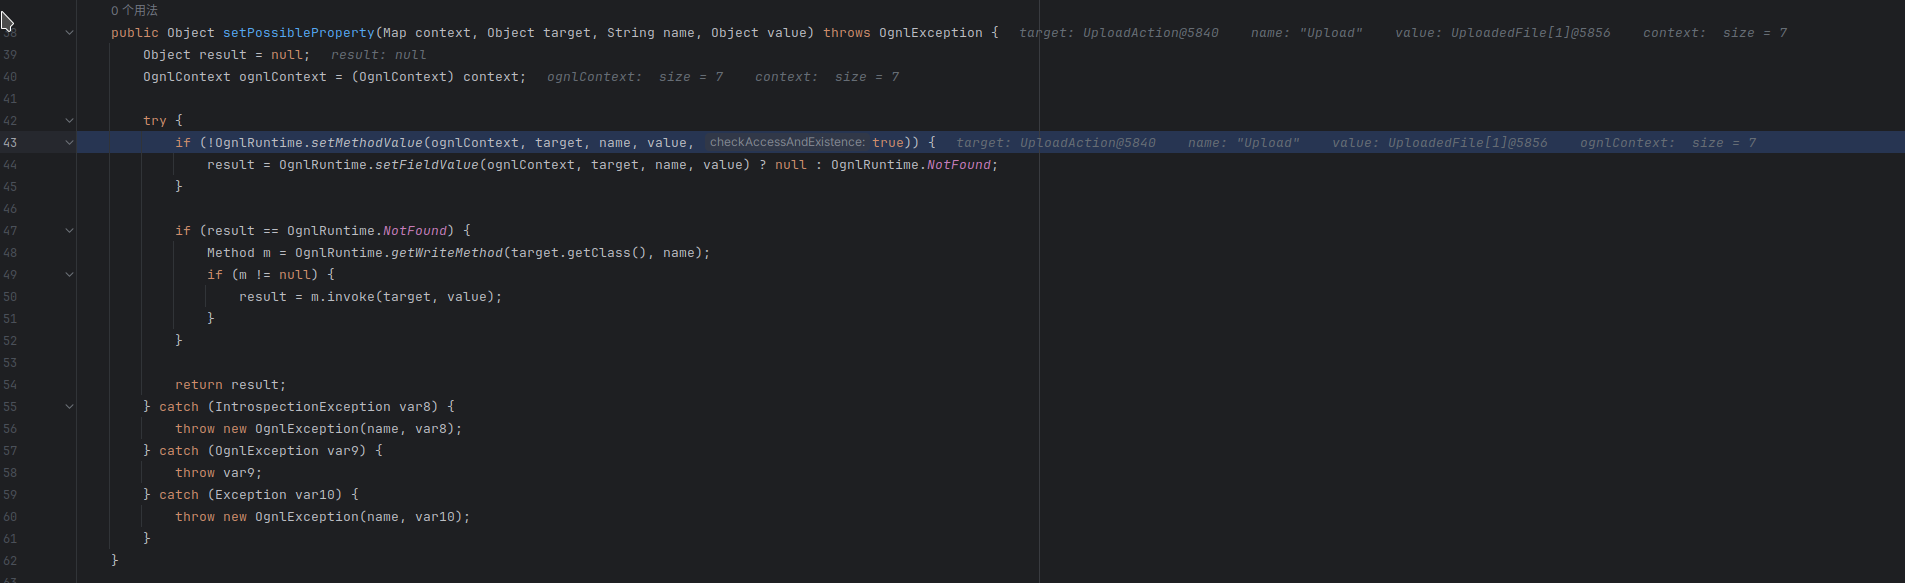 0 个用法
38 public Object setPossibleProperty(Map context, Object target, String name, Object value) throws OgnlException { target: UploadAction@5840 name: "Upload" value: UploadedFile[1]@5856 context: size = 7
39 Object result = null; result: null
40 OgnlContext ognlContext = (OgnlContext) context; ognlContext: size = 7 context: size = 7
41
42 try {
43 if (!OgnlRuntime.setMethodValue(ognlContext, target, name, value, checkAccessAndExistence: true)) { target: UploadAction@5840 name: "Upload" value: UploadedFile[1]@5856 ognlContext: size = 7
44 result = OgnlRuntime.setFieldValue(ognlContext, target, name, value) ? null : OgnlRuntime.NotFound;
45 }
46
47 if (result == OgnlRuntime.NotFound) {
48 Method m = OgnlRuntime.getWriteMethod(target.getClass(), name);
49 if (m != null) {
50 result = m.invoke(target, value);
51 }
52 }
53
54 return result;
55 } catch (IntrospectionException var8) {
56 throw new OgnlException(name, var8);
57 } catch (OgnlException var9) {
58 throw var9;
59 } catch (Exception var10) {
60 throw new OgnlException(name, var10);
61 }
62 }
63